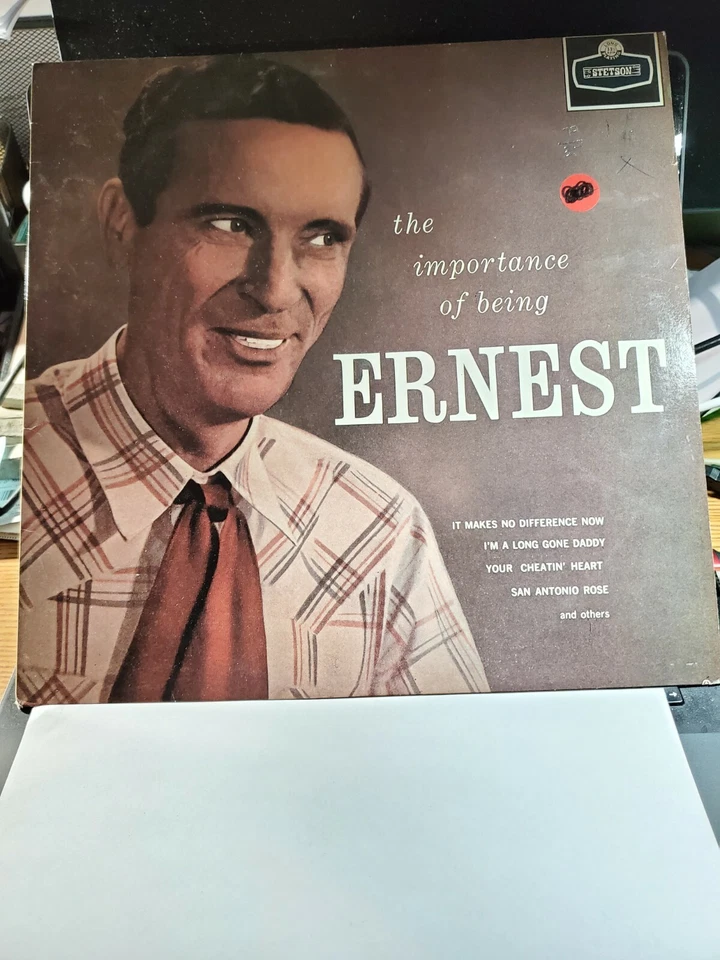 STETSON
the
importance
of being
ERNEST
IT MAKES NO DIFFERENCE NOW
I'M A LONG GONE DADDY
YOUR CHEATIN' HEART
SAN ANTONIO ROSE
and others